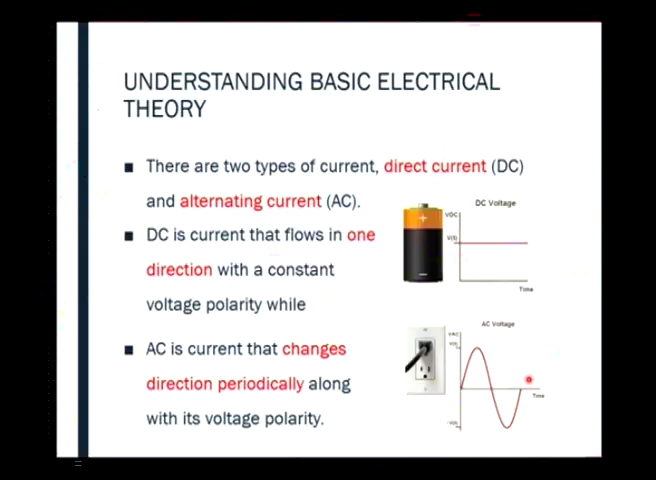 UNDERSTANDING BASIC ELECTRICAL
THEORY
■ There are two types of current, direct current (DC)
and alternating current (AC).
■ DC is current that flows in one
direction with a constant
voltage polarity while
■ AC is current that changes
direction periodically along
with its voltage polarity.
DC Voltage
VDC
V(t)
Time
+
AC Voltage
VAC
Time